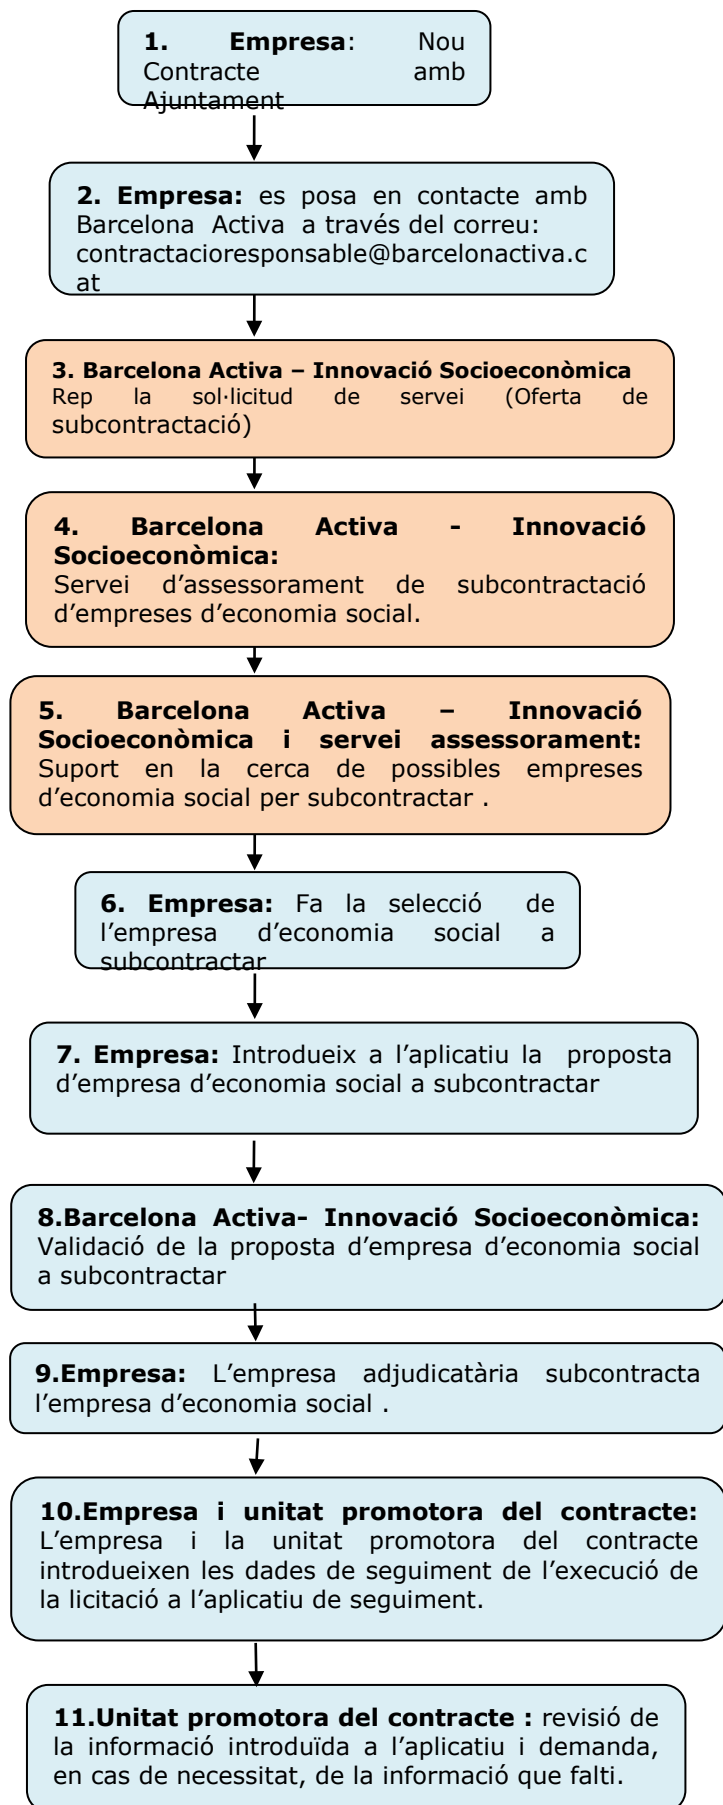 1. Empresa: Nou
Contracte amb
Ajuntament
2. Empresa: es posa en contacte amb
Barcelona Activa a través del correu:
contractacioresponsable@barcelonactiva.c
at
3. Barcelona Activa – Innovació Socioeconòmica
Rep la sol·licitud de servei (Oferta de
subcontractació)
4. Barcelona Activa - Innovació
Socioeconòmica:
Servei d’assessorament de subcontractació
d’empreses d’economia social.
5. Barcelona Activa – Innovació
Socioeconòmica i servei assessorament:
Suport en la cerca de possibles empreses
d’economia social per subcontractar .
6. Empresa: Fa la selecció de
l’empresa d’economia social a
subcontractar
7. Empresa: Introdueix a l’aplicatiu la proposta
d’empresa d’economia social a subcontractar
8.Barcelona Activa- Innovació Socioeconòmica:
Validació de la proposta d’empresa d’economia social
a subcontractar
9.Empresa: L’empresa adjudicatària subcontracta
l’empresa d’economia social .
10.Empresa i unitat promotora del contracte:
L’empresa i la unitat promotora del contracte
introdueixen les dades de seguiment de l’execució de
la licitació a l’aplicatiu de seguiment.
11.Unitat promotora del contracte : revisió de
la informació introduïda a l’aplicatiu i demanda,
en cas de necessitat, de la informació que falti.